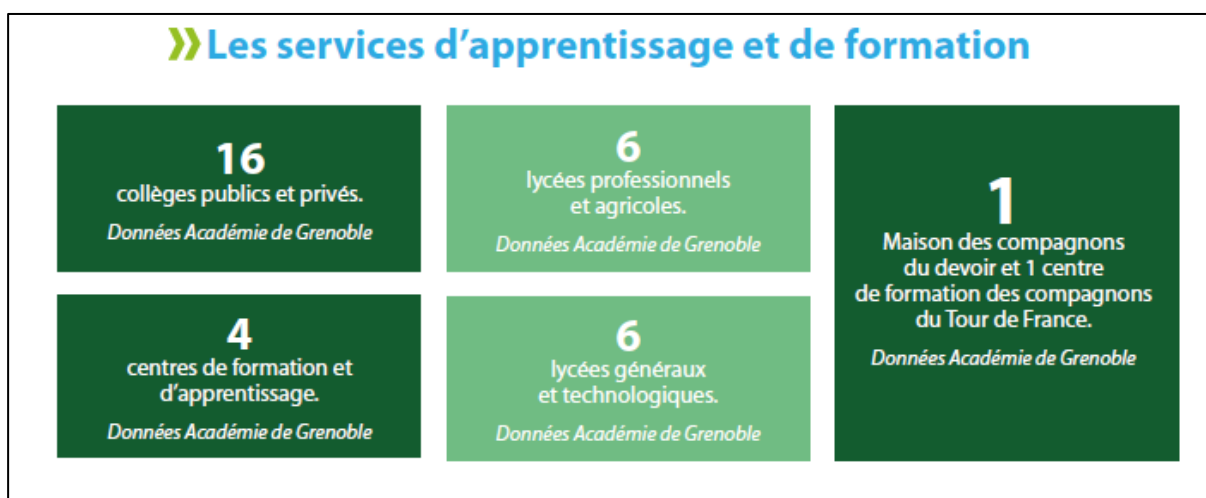 Les services d'apprentissage et de formation
16
collèges publics et privés.
Données Académie de Grenoble
6
lycées professionnels
et agricoles.
Données Académie de Grenoble
1
Maison des compagnons
du devoir et 1 centre
de formation des compagnons
du Tour de France.
Données Académie de Grenoble
4
centres de formation et
d'apprentissage.
Données Académie de Grenoble
6
lycées généraux
et technologiques.
Données Académie de Grenoble